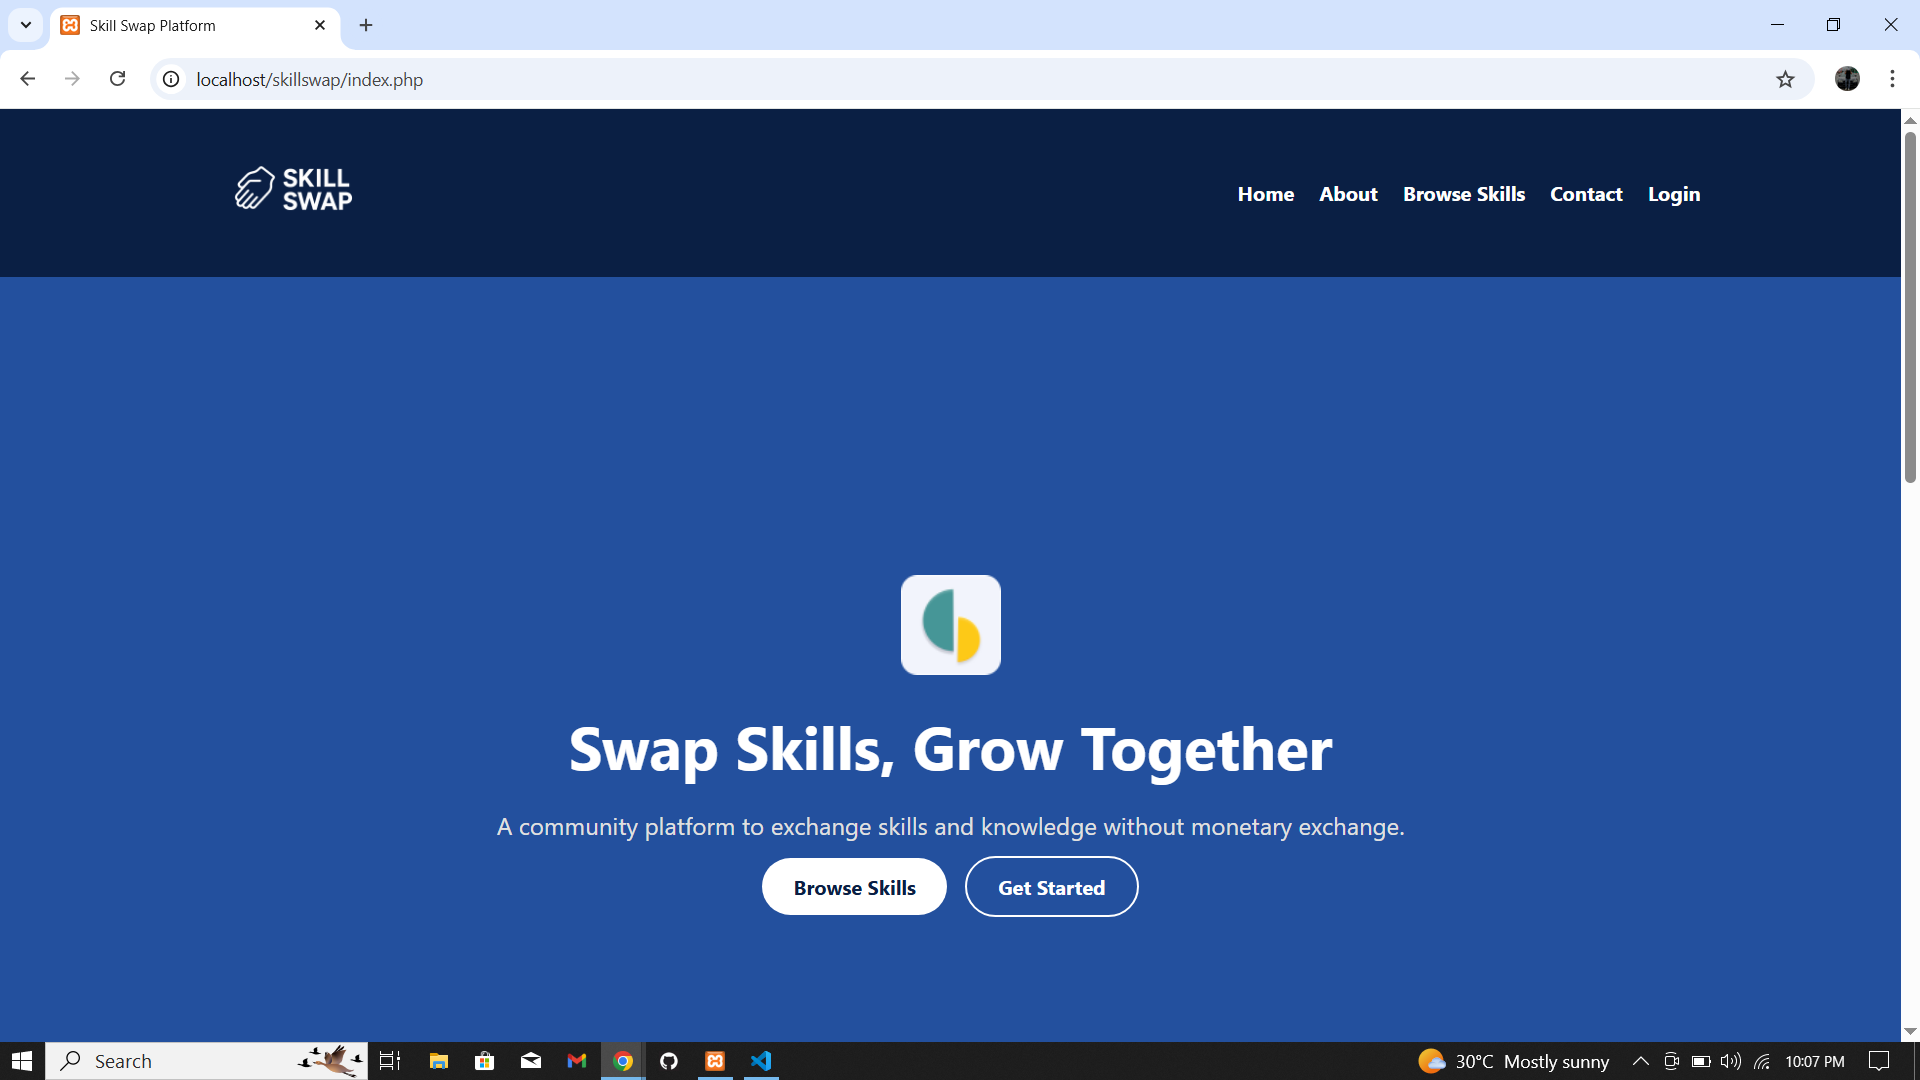 Skill Swap Platform
localhost/skillswap/index.php
SKILL
SWAP
Home About Browse Skills Contact Login
Swap Skills, Grow Together
A community platform to exchange skills and knowledge without monetary exchange.
Browse Skills Get Started
Search
30°C Mostly sunny
10:07 PM